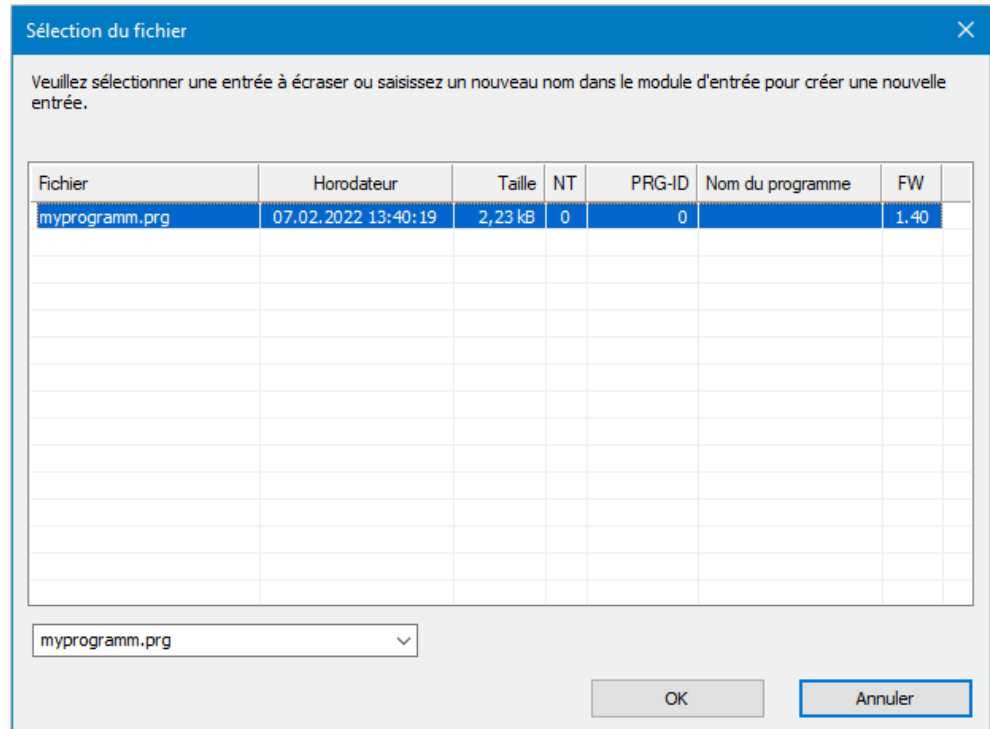 Sélection du fichier
Veuillez sélectionner une entrée à écraser ou saisissez un nouveau nom dans le module d'entrée pour créer une nouvelle
entrée.
Fichier Horodateur Taille NT PRG-ID Nom du programme FW
myprogramm.prg 07.02.2022 13:40:19 2,23 kB 0 0 1.40
myprogramm.prg
OK Annuler